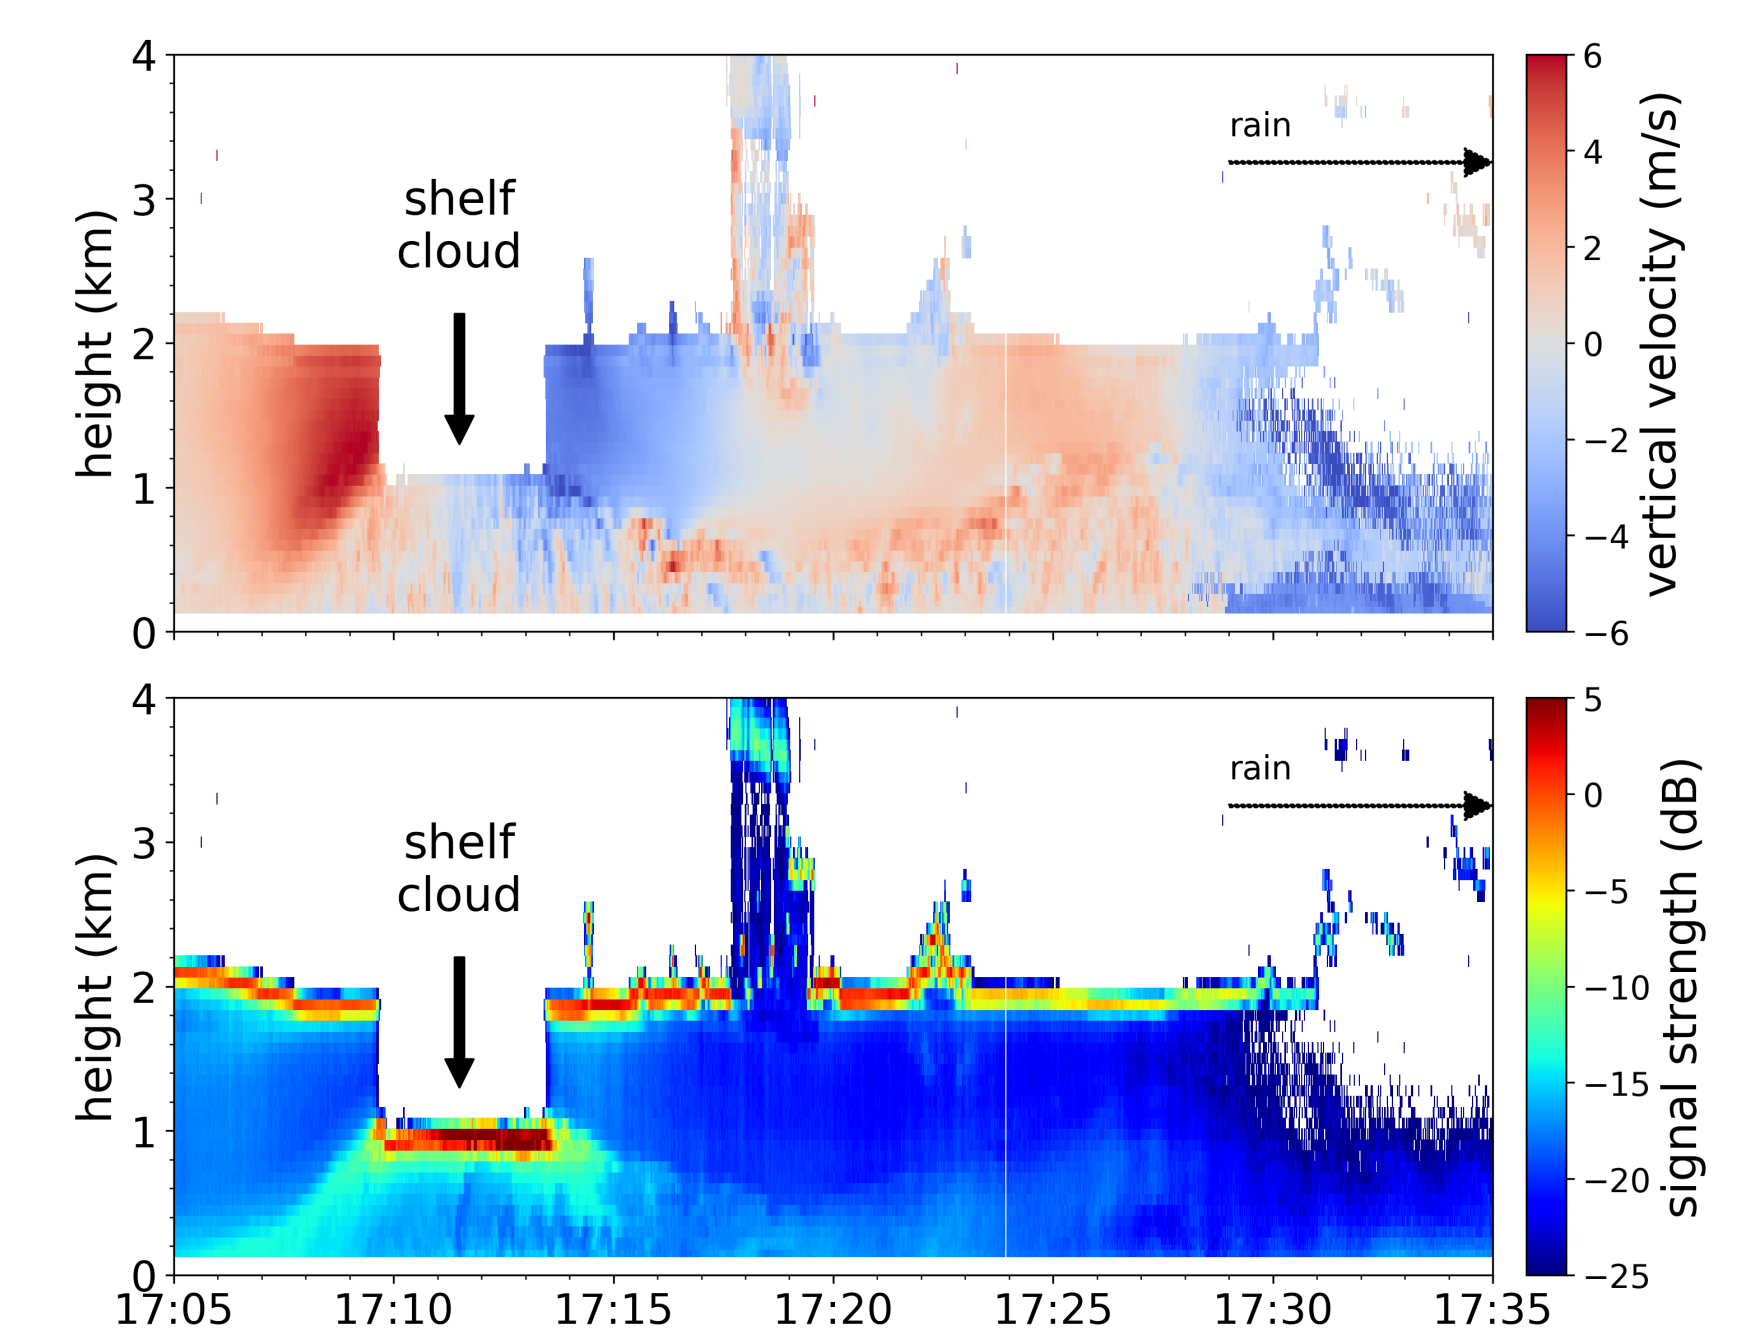 4
3
2
1
0
height (km)
shelf
cloud
rain
6
4
2
0
−2
−4
−6
vertical velocity (m/s)
4
3
2
1
0
height (km)
shelf
cloud
rain
5
0
−5
−10
−15
−20
−25
signal strength (dB)
17:05 17:10 17:15 17:20 17:25 17:30 17:35